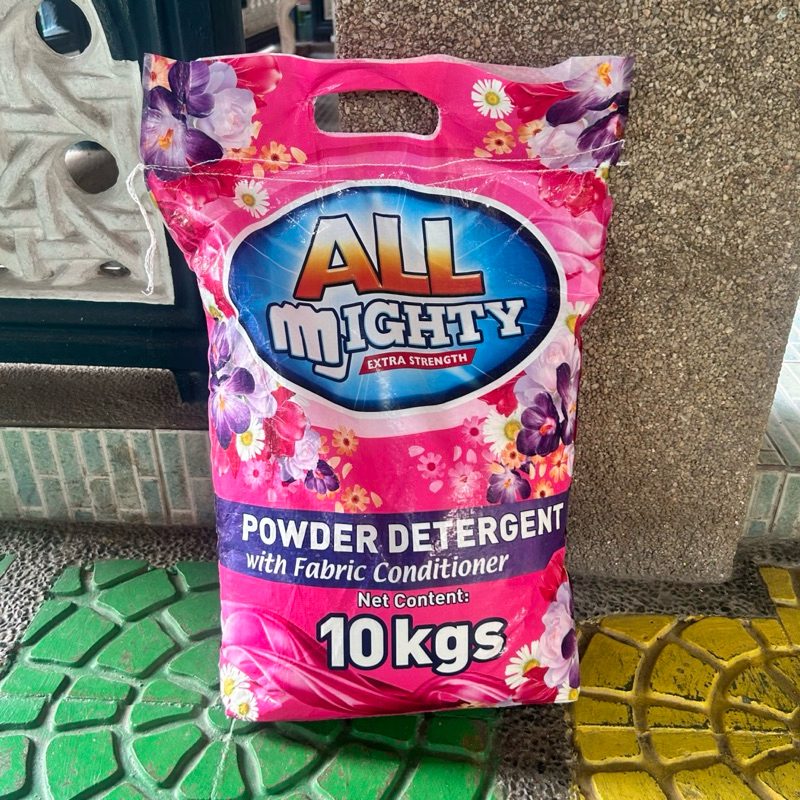 ALL
MIGHTY
EXTRA STRENGTH
POWDER DETERGENT
with Fabric Conditioner
Net Content:
10kgs